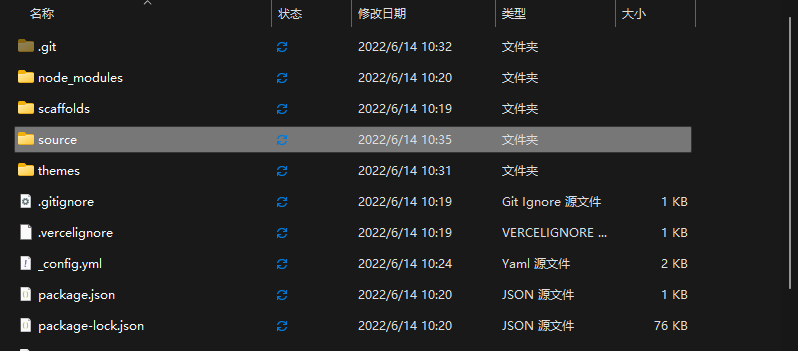 名称 状态 修改日期 类型 大小
.git 2022/6/14 10:32 文件夹
node_modules 2022/6/14 10:20 文件夹
scaffolds 2022/6/14 10:19 文件夹
source 2022/6/14 10:35 文件夹
themes 2022/6/14 10:31 文件夹
.gitignore 2022/6/14 10:19 Git Ignore 源文件 1 KB
.vercelignore 2022/6/14 10:19 VERCELIGNORE ... 1 KB
_config.yml 2022/6/14 10:24 Yaml 源文件 2 KB
package.json 2022/6/14 10:20 JSON 源文件 1 KB
package-lock.json 2022/6/14 10:20 JSON 源文件 76 KB